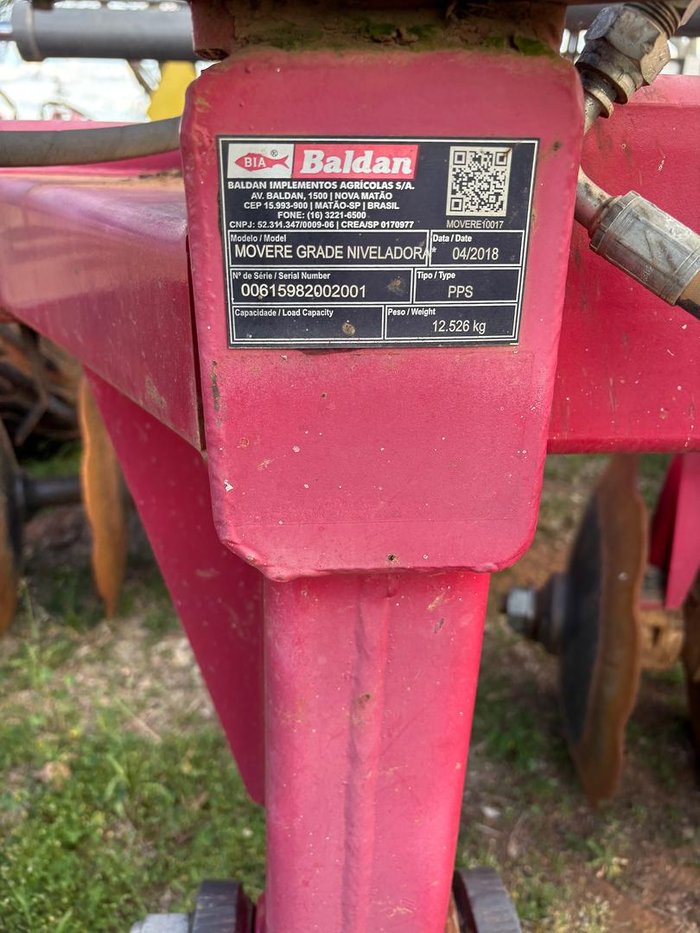 BIA Baldan
BALDAN IMPLEMENTOS AGRÍCOLAS S/A.
AV. BALDAN, 1500 | NOVA MATÃO
CEP 15.993-900 | MATÃO-SP | BRASIL
FONE: (16) 3221-6500
CNPJ: 52.311.347/0009-06 | CREA/SP 0170977
MOVERE10017
Modelo / Model
MOVERE GRADE NIVELADORA*
Data / Date
04/2018
Nº de Série / Serial Number
00615982002001
Tipo / Type
PPS
Capacidade / Load Capacity
Peso / Weight
12.526 kg